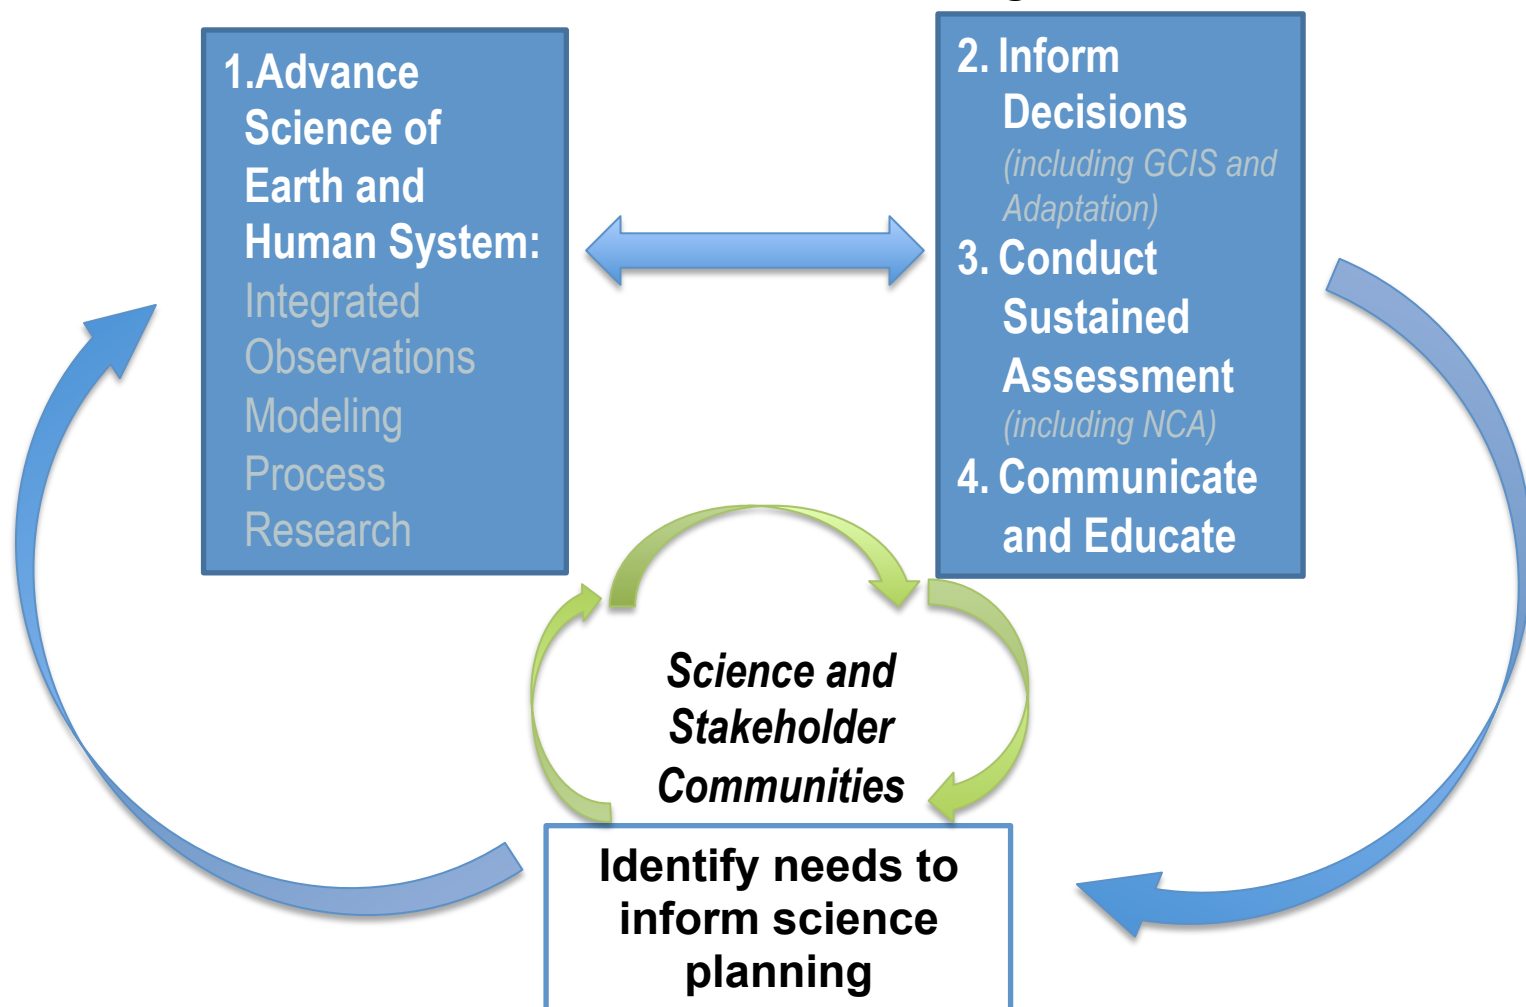 1.Advance
Science of
Earth and
Human System:
Integrated
Observations
Modeling
Process
Research
2. Inform
Decisions
(including GCIS and
Adaptation)
3. Conduct
Sustained
Assessment
(including NCA)
4. Communicate
and Educate
Science and
Stakeholder
Communities
Identify needs to
inform science
planning